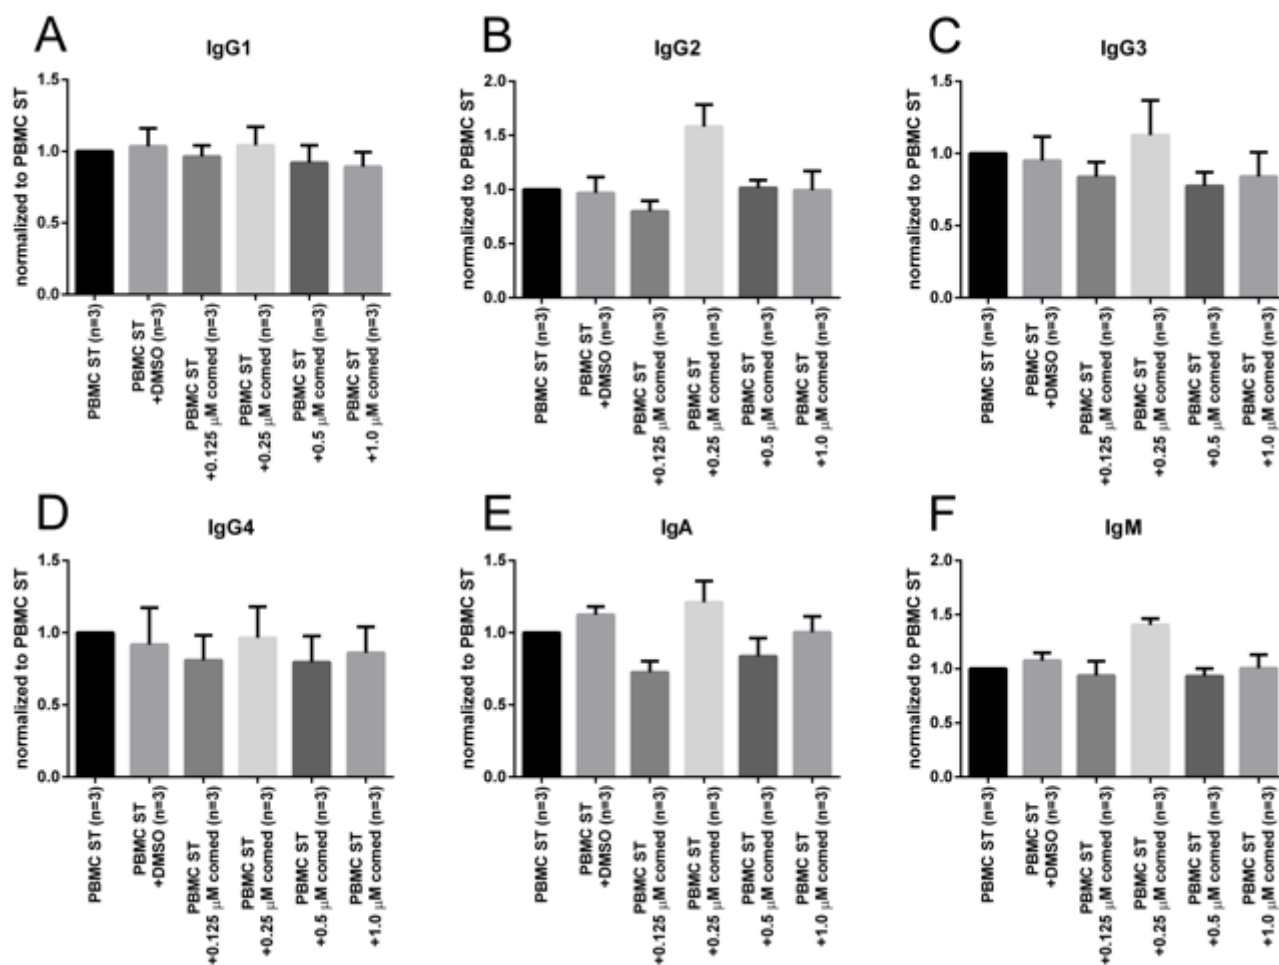 A
IgG1
normalized to PBMC ST
1.5
1.0
0.5
0.0
PBMC ST (n=3)
PBMC ST
+DMSO (n=3)
PBMC ST
+0.125 µM comed (n=3)
PBMC ST
+0.25 µM comed (n=3)
PBMC ST
+0.5 µM comed (n=3)
PBMC ST
+1.0 µM comed (n=3)
B
IgG2
normalized to PBMC ST
2.0
1.5
1.0
0.5
0.0
PBMC ST (n=3)
PBMC ST
+DMSO (n=3)
PBMC ST
+0.125 µM comed (n=3)
PBMC ST
+0.25 µM comed (n=3)
PBMC ST
+0.5 µM comed (n=3)
PBMC ST
+1.0 µM comed (n=3)
C
IgG3
normalized to PBMC ST
1.5
1.0
0.5
0.0
PBMC ST (n=3)
PBMC ST
+DMSO (n=3)
PBMC ST
+0.125 µM comed (n=3)
PBMC ST
+0.25 µM comed (n=3)
PBMC ST
+0.5 µM comed (n=3)
PBMC ST
+1.0 µM comed (n=3)
D
IgG4
normalized to PBMC ST
1.5
1.0
0.5
0.0
PBMC ST (n=3)
PBMC ST
+DMSO (n=3)
PBMC ST
+0.125 µM comed (n=3)
PBMC ST
+0.25 µM comed (n=3)
PBMC ST
+0.5 µM comed (n=3)
PBMC ST
+1.0 µM comed (n=3)
E
IgA
normalized to PBMC ST
1.5
1.0
0.5
0.0
PBMC ST (n=3)
PBMC ST
+DMSO (n=3)
PBMC ST
+0.125 µM comed (n=3)
PBMC ST
+0.25 µM comed (n=3)
PBMC ST
+0.5 µM comed (n=3)
PBMC ST
+1.0 µM comed (n=3)
F
IgM
normalized to PBMC ST
2.0
1.5
1.0
0.5
0.0
PBMC ST (n=3)
PBMC ST
+DMSO (n=3)
PBMC ST
+0.125 µM comed (n=3)
PBMC ST
+0.25 µM comed (n=3)
PBMC ST
+0.5 µM comed (n=3)
PBMC ST
+1.0 µM comed (n=3)